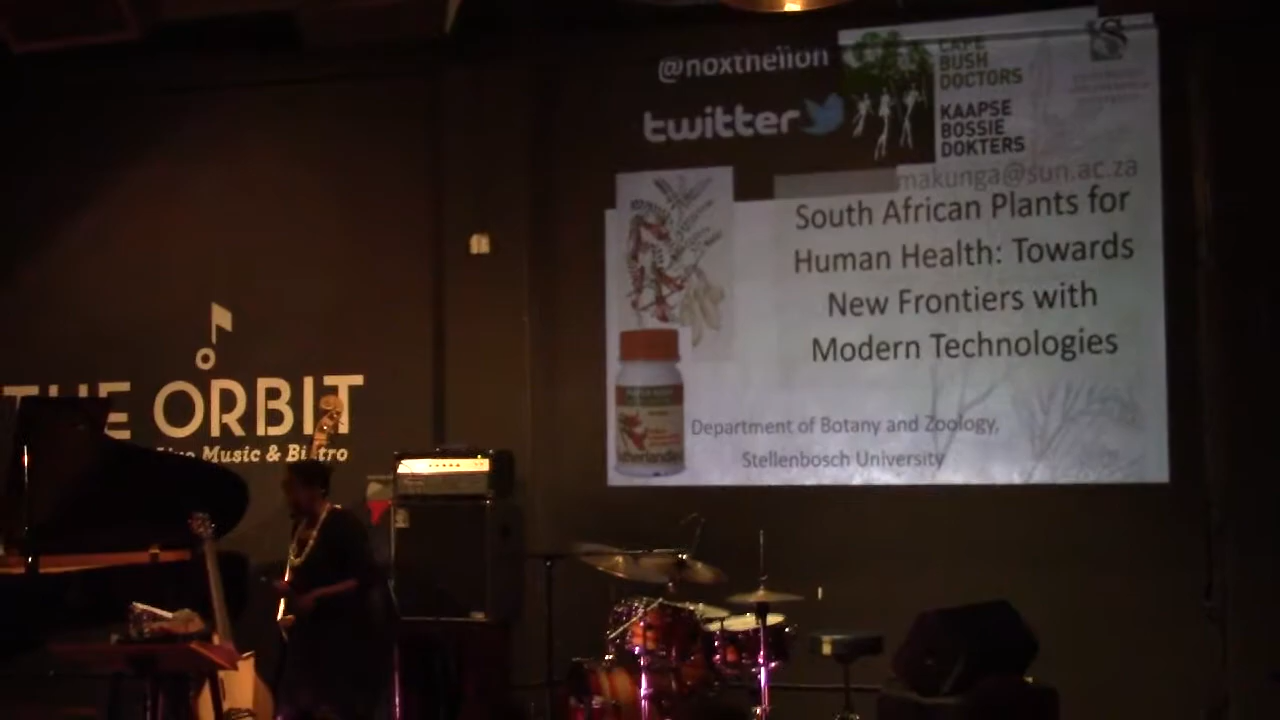 @noxthelion
twitter
CAPE
BUSH
DOCTORS
KAAPSE
BOSSIE
DOKTERS
makunga@sun.ac.za
South African Plants for
Human Health: Towards
New Frontiers with
Modern Technologies
Department of Botany and Zoology,
Stellenbosch University
THE ORBIT
Live Music & Bistro